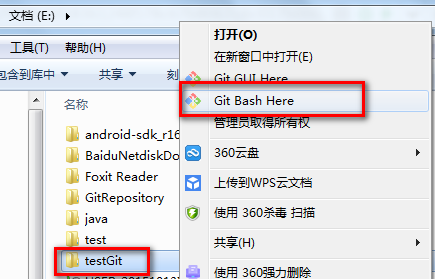 文档 (E:)
工具(T)
帮助(H)
包含到库中
共享
刻
名称
android-sdk_r16
BaiduNetdiskDo
Foxit Reader
GitRepository
java
test
testGit
打开(O)
在新窗口中打开(E)
Git GUI Here
Git Bash Here
管理员取得所有权
360云盘
上传到WPS云文档
使用 360杀毒 扫描
共享(H)
使用 360强力删除